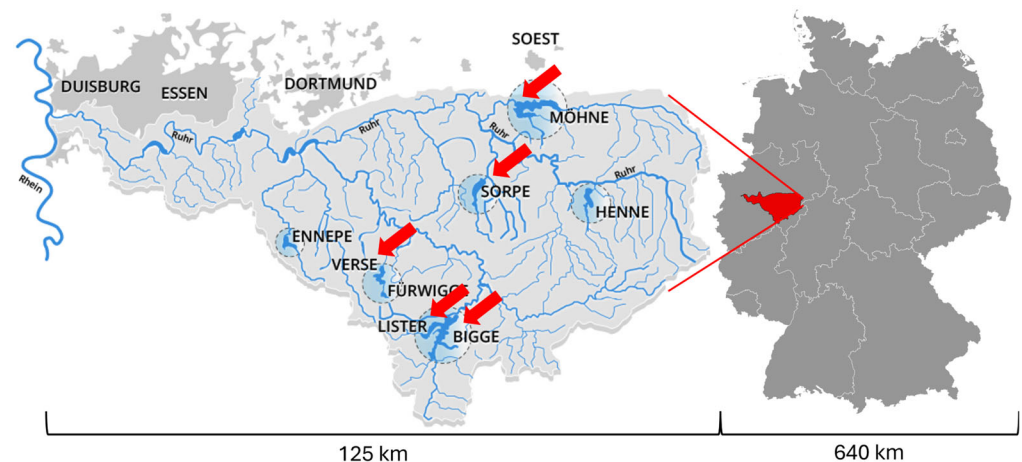 SOEST
DUISBURG
ESSEN
DORTMUND
MÖHNE
Ruhr
Ruhr
Ruhr
Ruhr
Rhein
SORPE
HENNE
ENNEPE
VERSE
FÜRWIGG
LISTER
BIGGE
125 km
640 km